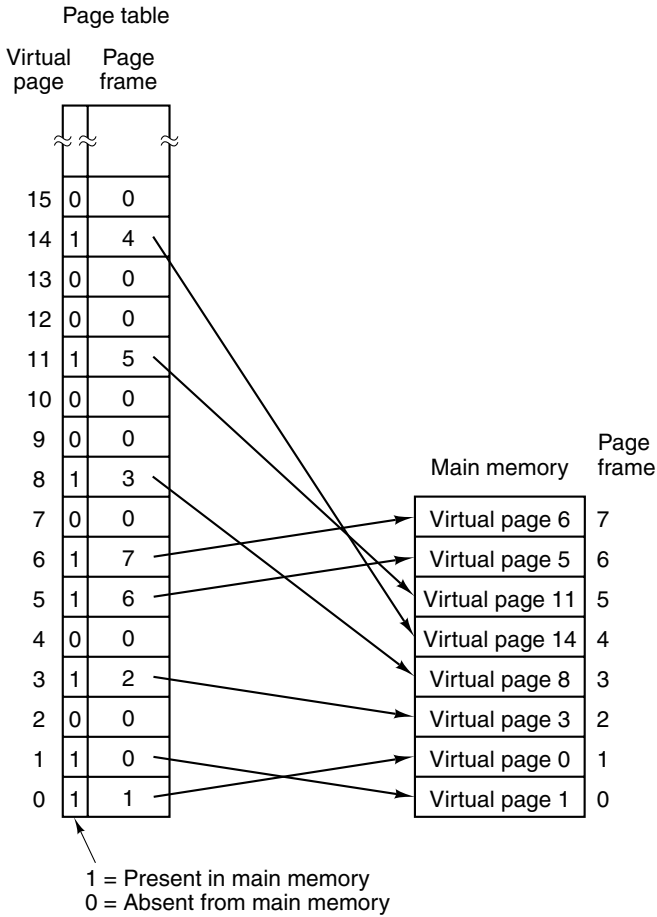 Page table
Virtual page
Page frame
15 0 0
14 1 4
13 0 0
12 0 0
11 1 5
10 0 0
9 0 0
8 1 3
7 0 0
6 1 7
5 1 6
4 0 0
3 1 2
2 0 0
1 1 0
0 1 1
1 = Present in main memory
0 = Absent from main memory
Main memory
Page frame
Virtual page 6 7
Virtual page 5 6
Virtual page 11 5
Virtual page 14 4
Virtual page 8 3
Virtual page 3 2
Virtual page 0 1
Virtual page 1 0